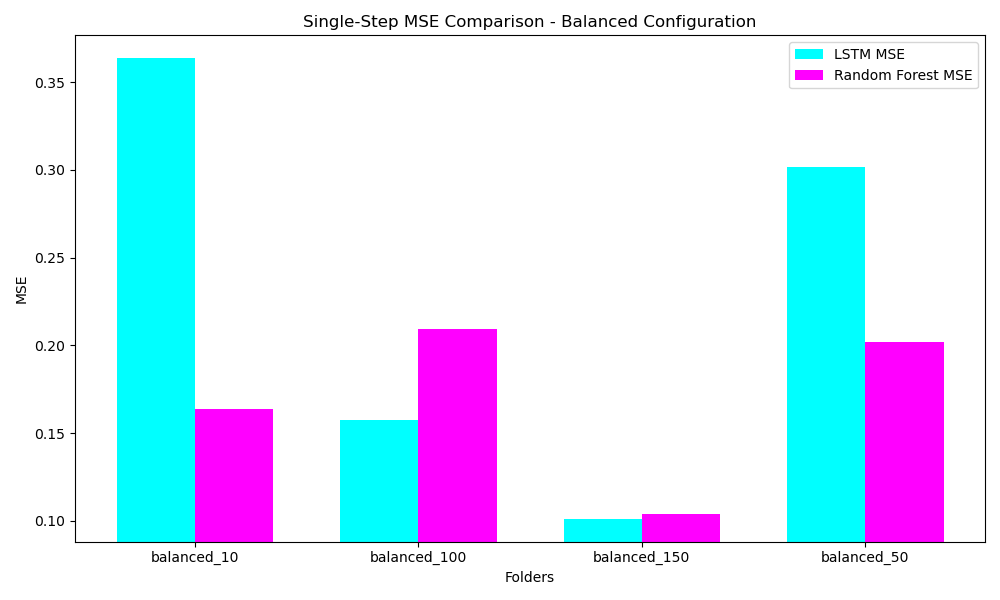 Single-Step MSE Comparison - Balanced Configuration
LSTM MSE
Random Forest MSE
MSE
0.35
0.30
0.25
0.20
0.15
0.10
balanced_10
balanced_100
balanced_150
balanced_50
Folders